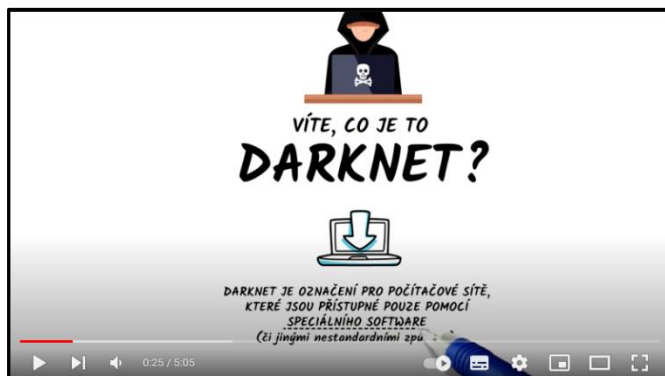 VÍTE, CO JE TO
DARKNET?
DARKNET JE OZNAČENÍ PRO POČÍTAČOVÉ SÍTĚ,
KTERÉ JSOU PŘÍSTUPNÉ POUZE POMOCÍ
SPECIÁLNÍHO SOFTWARE
(či jinými nestandardními
0:25 / 5:05